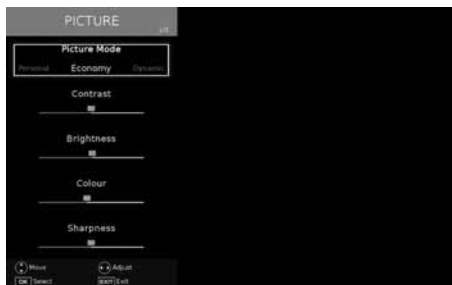 PICTURE
Picture Mode
Personal Economy Dynamic
Contrast
Brightness
Colour
Sharpness
Move Adjust
OK Select EXIT Exit